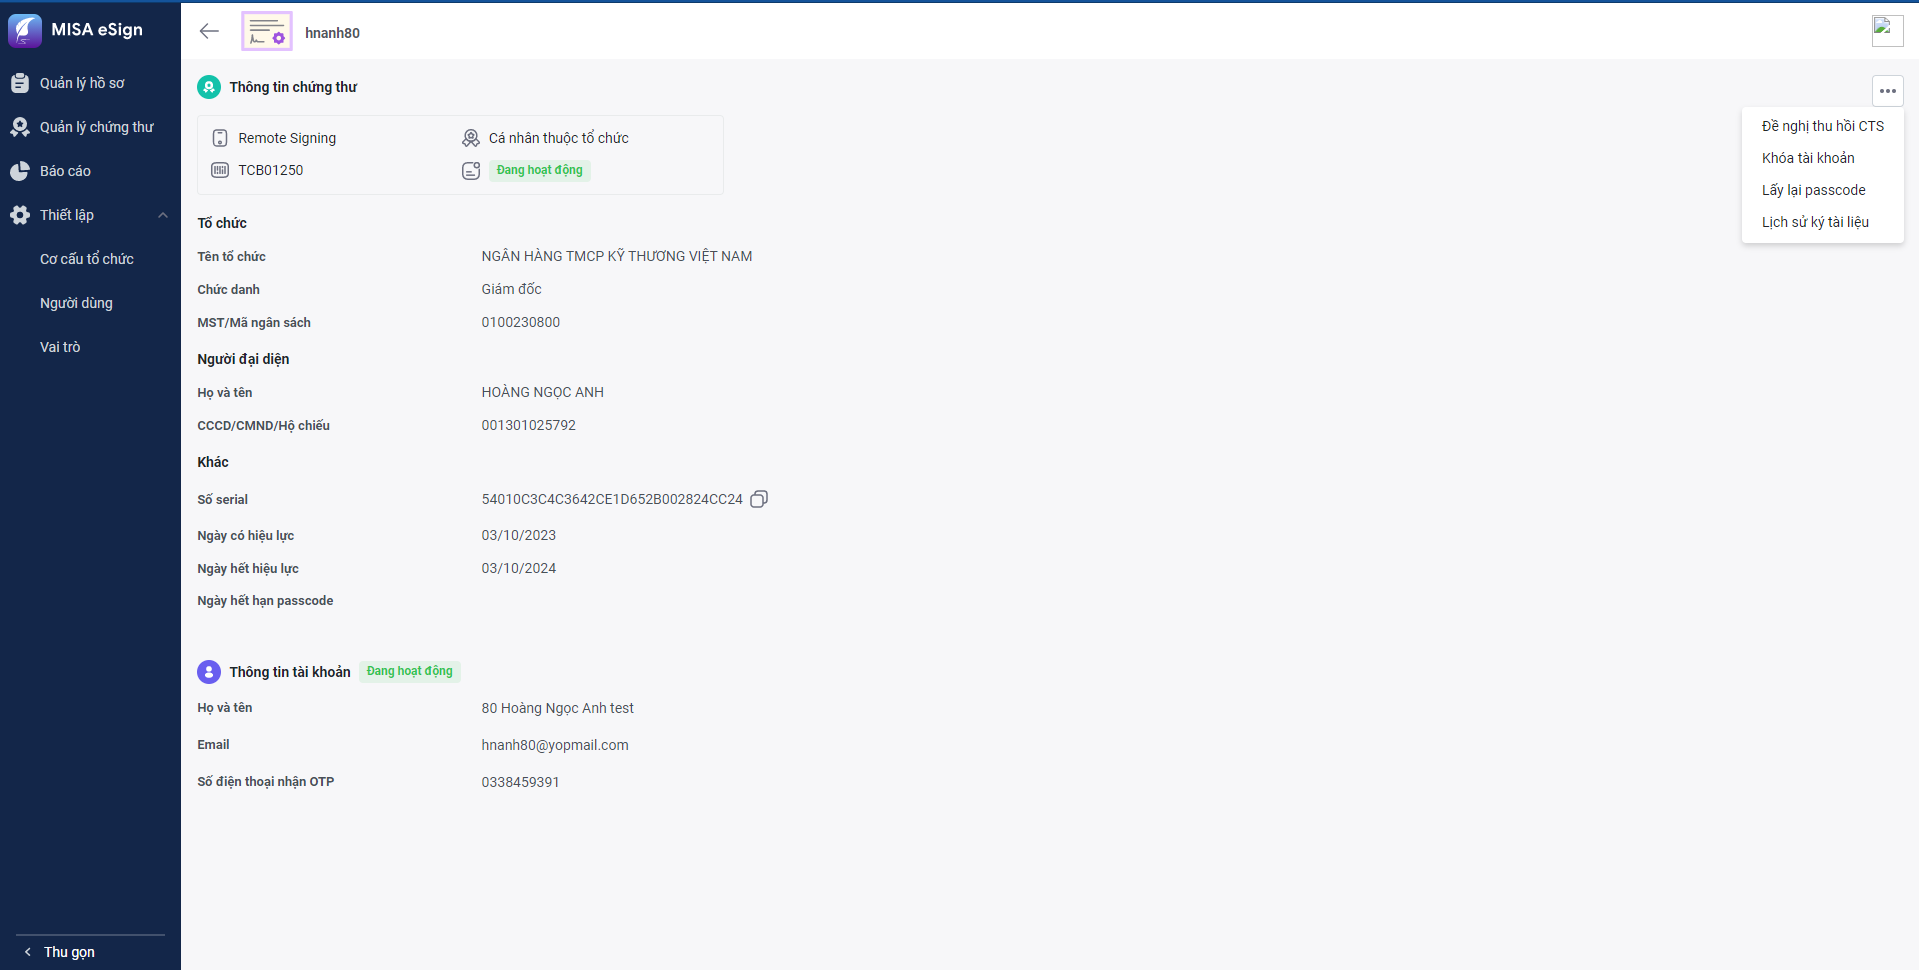 MISA eSign
Quản lý hồ sơ
Quản lý chứng thư
Báo cáo
Thiết lập
Cơ cấu tổ chức
Người dùng
Vai trò
Thu gọn
hnanh80
Thông tin chứng thư
Remote Signing
Cá nhân thuộc tổ chức
TCB01250
Đang hoạt động
Đề nghị thu hồi CTS
Khóa tài khoản
Lấy lại passcode
Lịch sử ký tài liệu
Tổ chức
Tên tổ chức NGÂN HÀNG TMCP KỸ THƯƠNG VIỆT NAM
Chức danh Giám đốc
MST/Mã ngân sách 0100230800
Người đại diện
Họ và tên HOÀNG NGỌC ANH
CCCD/CMND/Hộ chiếu 001301025792
Khác
Số serial 54010C3C4C3642CE1D652B002824CC24
Ngày có hiệu lực 03/10/2023
Ngày hết hiệu lực 03/10/2024
Ngày hết hạn passcode
Thông tin tài khoản Đang hoạt động
Họ và tên 80 Hoàng Ngọc Anh test
Email hnanh80@yopmail.com
Số điện thoại nhận OTP 0338459391